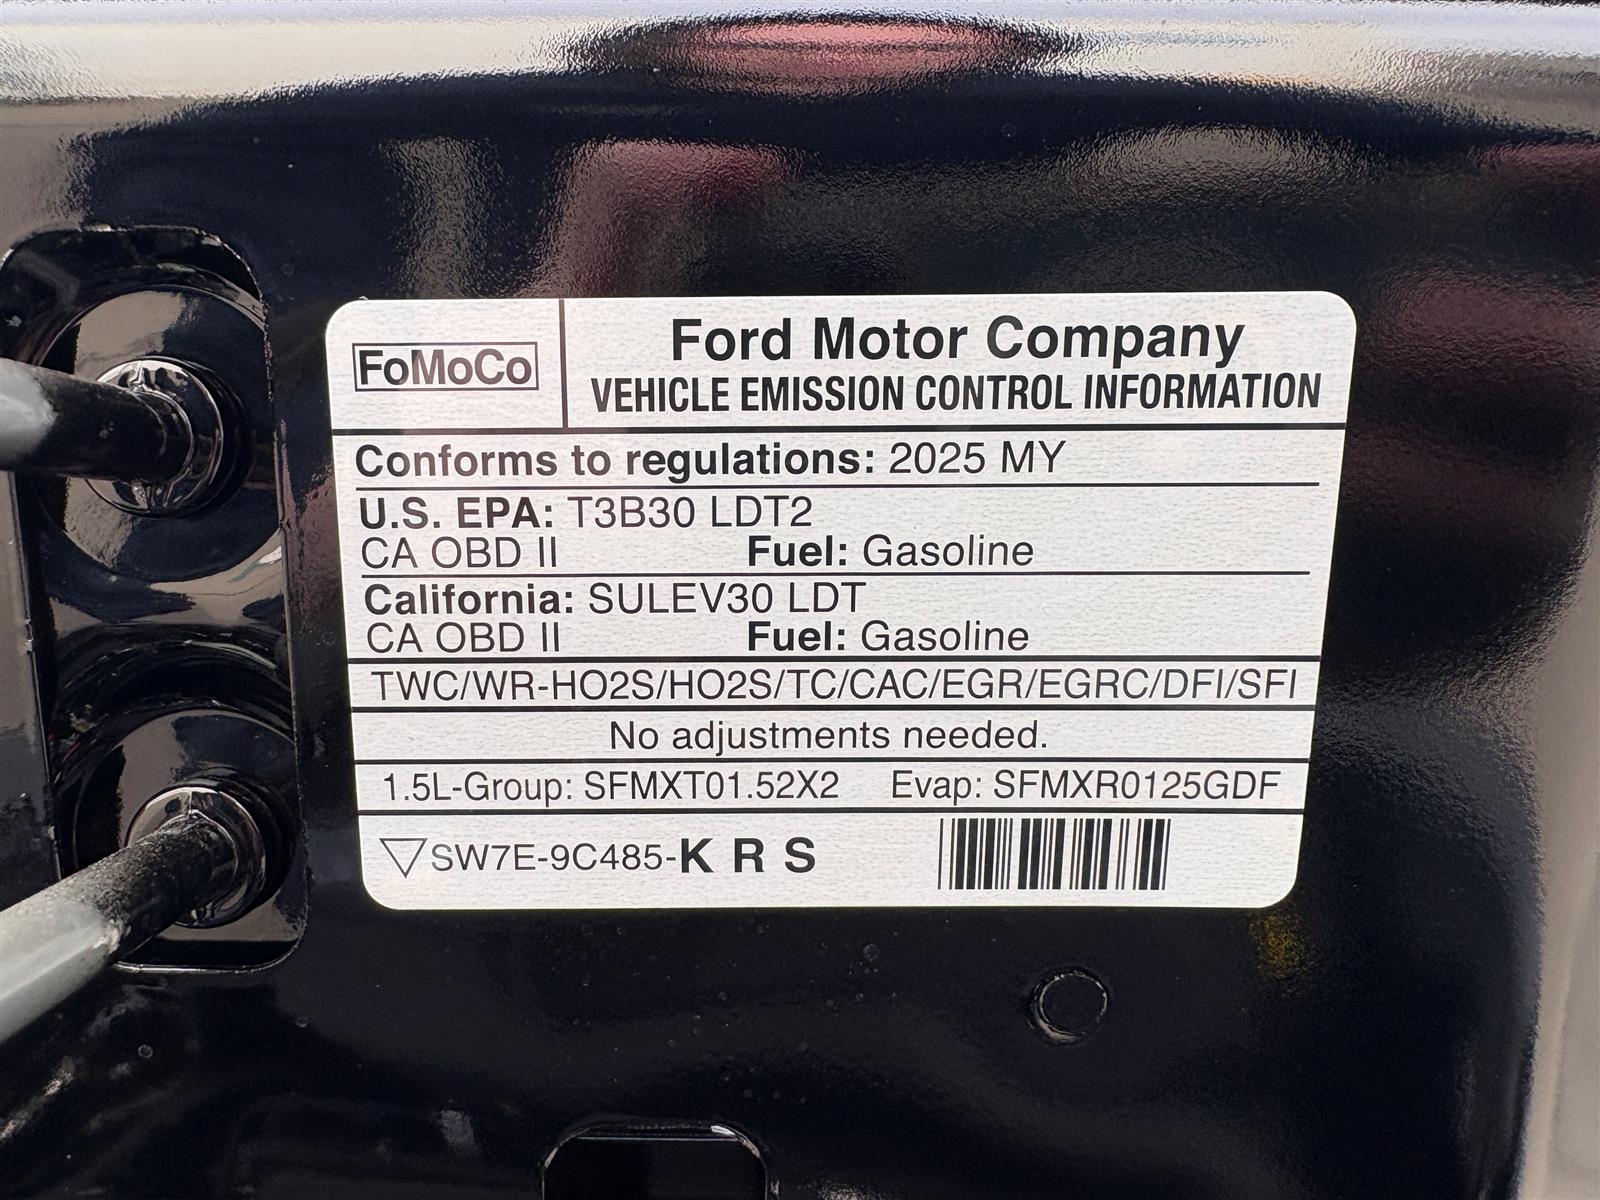 FoMoCo
Ford Motor Company
VEHICLE EMISSION CONTROL INFORMATION
Conforms to regulations: 2025 MY
U.S. EPA: T3B30 LDT2
CA OBD II Fuel: Gasoline
California: SULEV30 LDT
CA OBD II Fuel: Gasoline
TWC/WR-HO2S/HO2S/TC/CAC/EGR/EGRC/DFI/SFI
No adjustments needed.
1.5L-Group: SFMXT01.52X2 Evap: SFMXR0125GDF
SW7E-9C485-K R S